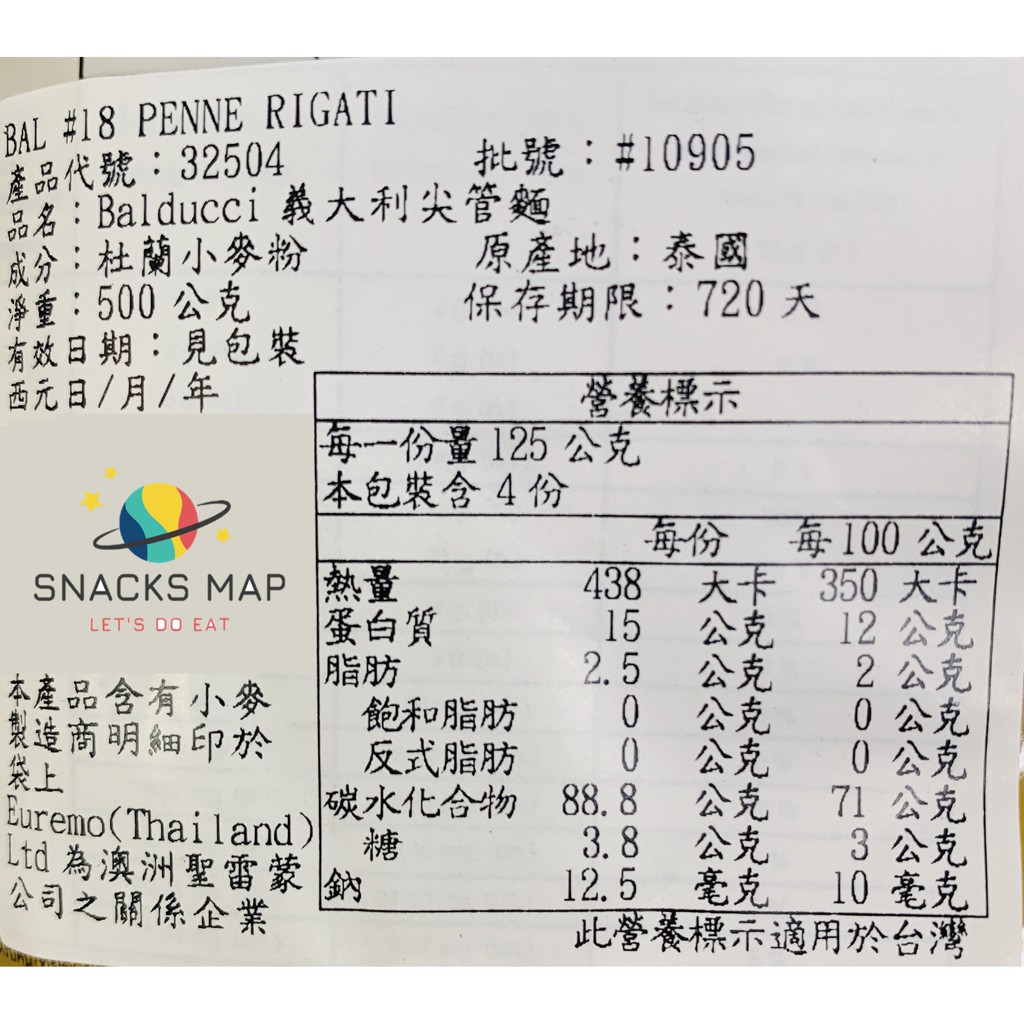 BAL #18 PENNE RIGATI
產品代號：32504 批號：#10905
品名：Balducci 義大利尖管麵
成分：杜蘭小麥粉 原產地：泰國
淨重：500 公克 保存期限：720 天
有效日期：見包裝
西元日/月/年
營養標示
每一份量 125 公克
本包裝含 4 份
每份 每 100 公克
熱量 438 大卡 350 大卡
蛋白質 15 公克 12 公克
脂肪 2.5 公克 2 公克
飽和脂肪 0 公克 0 公克
反式脂肪 0 公克 0 公克
碳水化合物 88.8 公克 71 公克
糖 3.8 公克 3 公克
鈉 12.5 毫克 10 毫克
此營養標示適用於台灣
SNACKS MAP
LET'S DO EAT
本產品含有小麥
製造商明細印於
袋上
Euremo(Thailand)
Ltd 為澳洲聖雷蒙
公司之關係企業